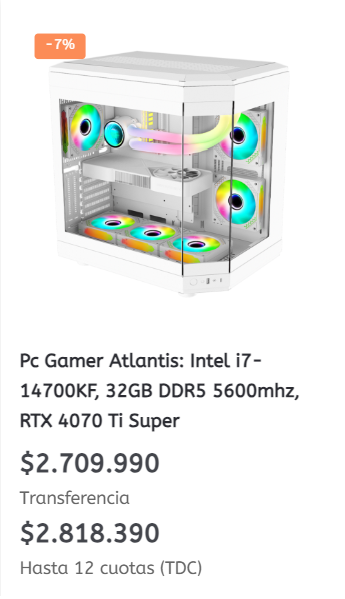 -7%
Pc Gamer Atlantis: Intel i7-
14700KF, 32GB DDR5 5600mhz,
RTX 4070 Ti Super
$2.709.990
Transferencia
$2.818.390
Hasta 12 cuotas (TDC)